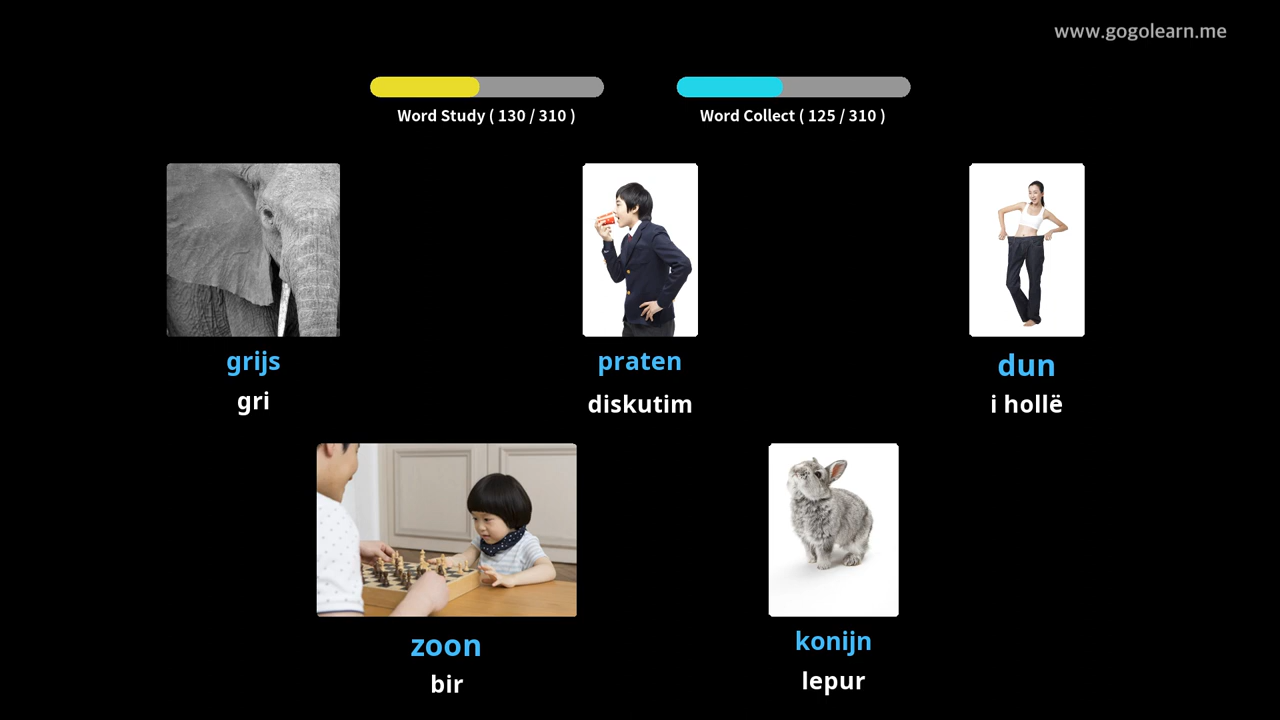 www.gogolearn.me
Word Study ( 130 / 310 )
Word Collect ( 125 / 310 )
grijs
gri
praten
diskutim
dun
i hollë
zoon
bir
konijn
lepur